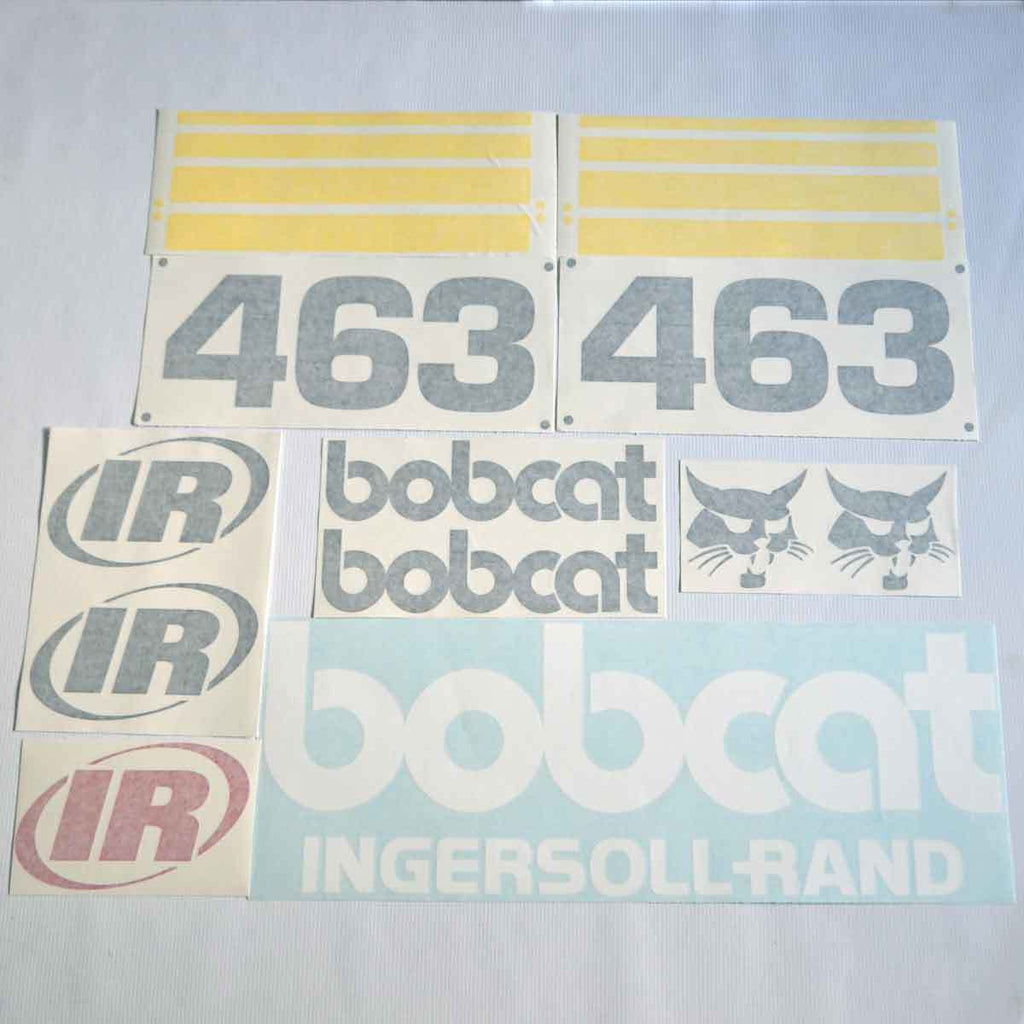 463 463
IR
bobcat
bobcat
IR
IR
bobcat
INGERSOLL-RAND